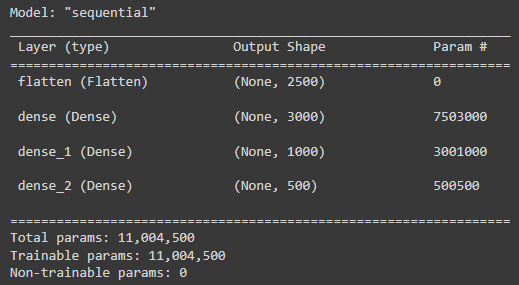 Model: "sequential"
Layer (type) Output Shape Param #
flatten (Flatten) (None, 2500) 0
dense (Dense) (None, 3000) 7503000
dense_1 (Dense) (None, 1000) 3001000
dense_2 (Dense) (None, 500) 500500
Total params: 11,004,500
Trainable params: 11,004,500
Non-trainable params: 0